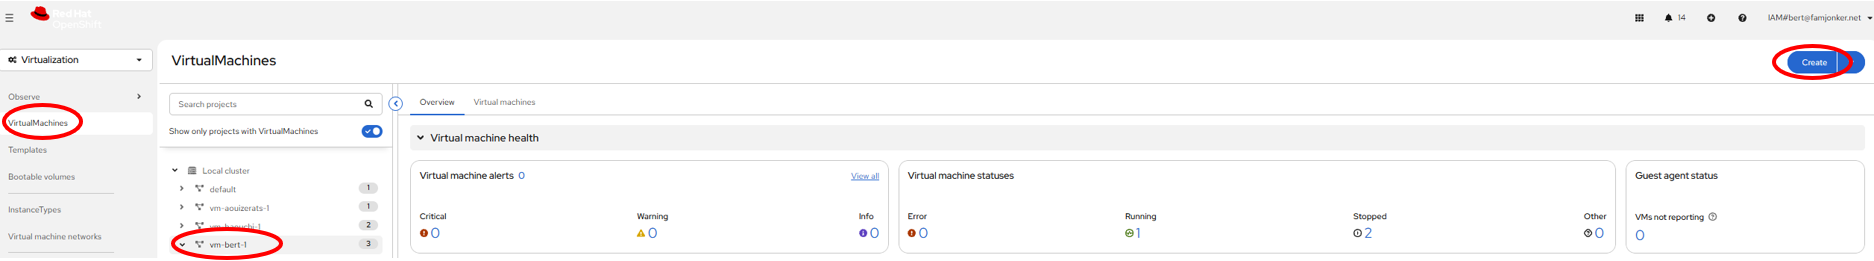 Red Hat
OpenShift
14
IAM#bert@famjonker.net
Virtualization
VirtualMachines
Create
Observe
VirtualMachines
Templates
Bootable volumes
InstanceTypes
Virtual machine networks
Search projects
Show only projects with VirtualMachines
Local cluster
default 1
vm-aouizerats-1 1
2
vm-bert-1 3
Overview Virtual machines
Virtual machine health
Virtual machine alerts 0 View all
Critical Warning Info
0 0 0
Virtual machine statuses
Error Running Stopped Other
0 1 2 0
Guest agent status
VMs not reporting
0